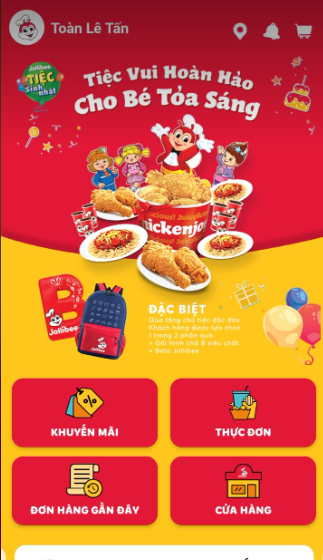 Toàn Lê Tấn
Jollibee
TIỆC
sinh nhật
Tiệc Vui Hoàn Hảo
Cho Bé Tỏa Sáng
Chickenjoy
Jollibee
ĐẶC BIỆT
Quà tặng chủ tiệc độc đáo
Khách hàng được lựa chọn
1 trong 2 phần quà:
+ Gối hình chữ B siêu chất
+ Balo Jollibee
KHUYẾN MÃI
THỰC ĐƠN
ĐƠN HÀNG GẦN ĐÂY
CỬA HÀNG